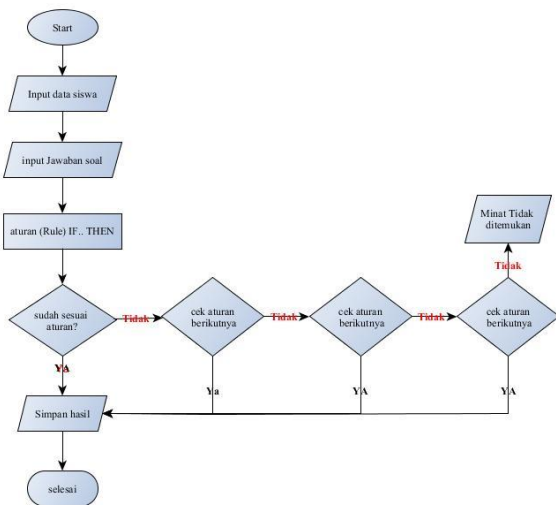 Start
Input data siswa
input Jawaban soal
aturan (Rule) IF.. THEN
Minat Tidak
ditemukan
Tidak
sudah sesuai
aturan?
Tidak
cek aturan
berikutnya
Tidak
cek aturan
berikutnya
Tidak
cek aturan
berikutnya
YA
Ya
YA
YA
Simpan hasil
selesai